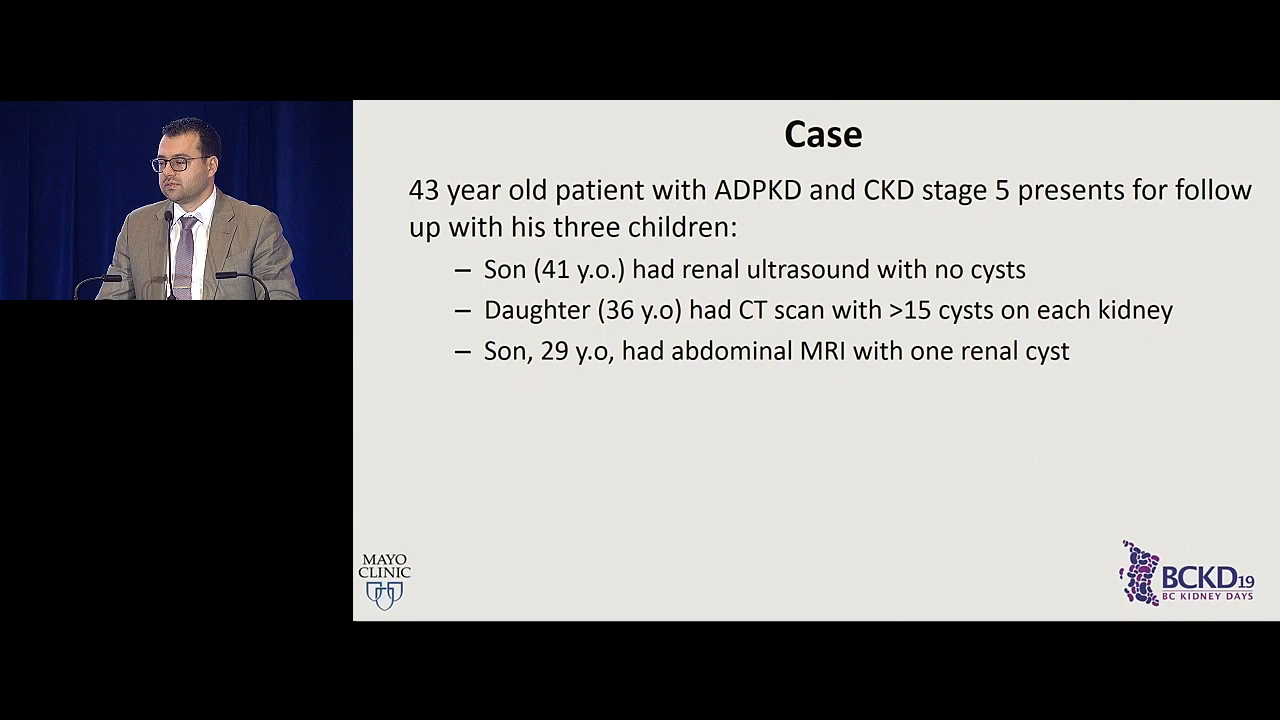 Case
43 year old patient with ADPKD and CKD stage 5 presents for follow
up with his three children:
– Son (41 y.o.) had renal ultrasound with no cysts
– Daughter (36 y.o) had CT scan with >15 cysts on each kidney
– Son, 29 y.o, had abdominal MRI with one renal cyst
MAYO
CLINIC
BCKD19
BC KIDNEY DAYS